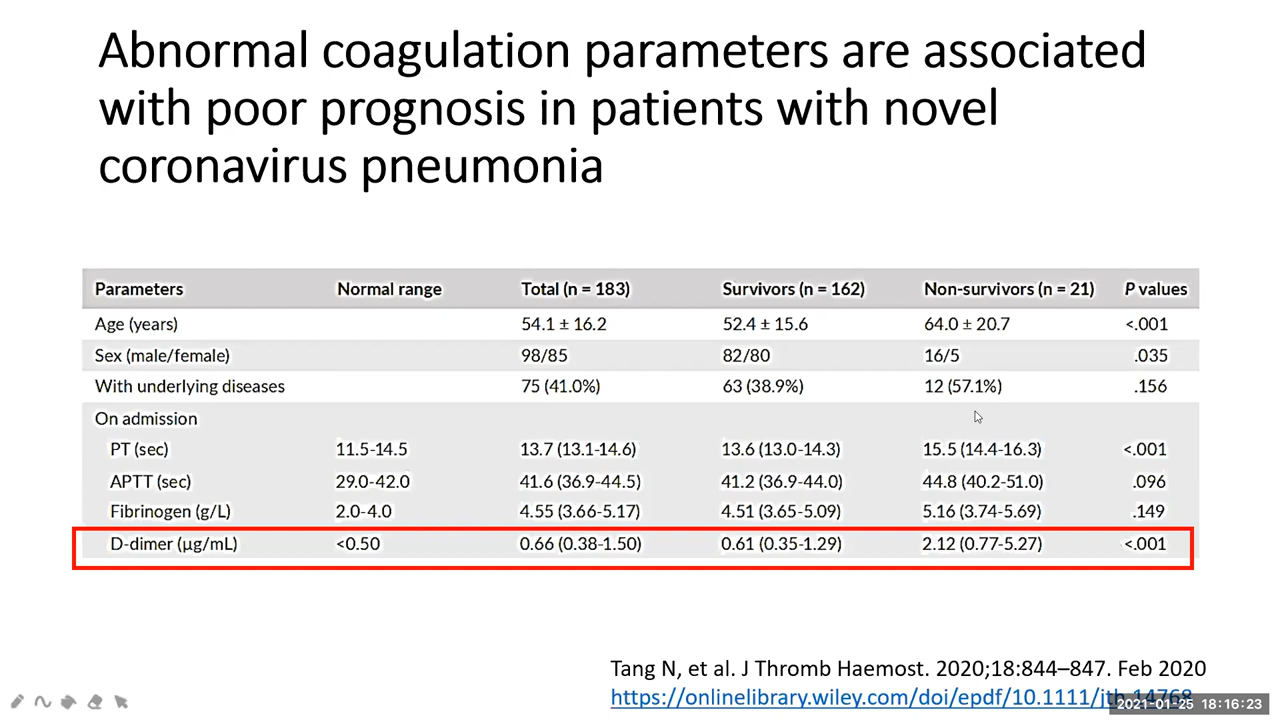 Abnormal coagulation parameters are associated
with poor prognosis in patients with novel
coronavirus pneumonia
Parameters Normal range Total (n = 183) Survivors (n = 162) Non-survivors (n = 21) P values
Age (years) 54.1 ± 16.2 52.4 ± 15.6 64.0 ± 20.7 <.001
Sex (male/female) 98/85 82/80 16/5 .035
With underlying diseases 75 (41.0%) 63 (38.9%) 12 (57.1%) .156
On admission
PT (sec) 11.5-14.5 13.7 (13.1-14.6) 13.6 (13.0-14.3) 15.5 (14.4-16.3) <.001
APTT (sec) 29.0-42.0 41.6 (36.9-44.5) 41.2 (36.9-44.0) 44.8 (40.2-51.0) .096
Fibrinogen (g/L) 2.0-4.0 4.55 (3.66-5.17) 4.51 (3.65-5.09) 5.16 (3.74-5.69) .149
D-dimer (µg/mL) <0.50 0.66 (0.38-1.50) 0.61 (0.35-1.29) 2.12 (0.77-5.27) <.001
Tang N, et al. J Thromb Haemost. 2020;18:844–847. Feb 2020
https://onlinelibrary.wiley.com/doi/epdf/10.1111/jth.14768
2021-01-25 18:16:23